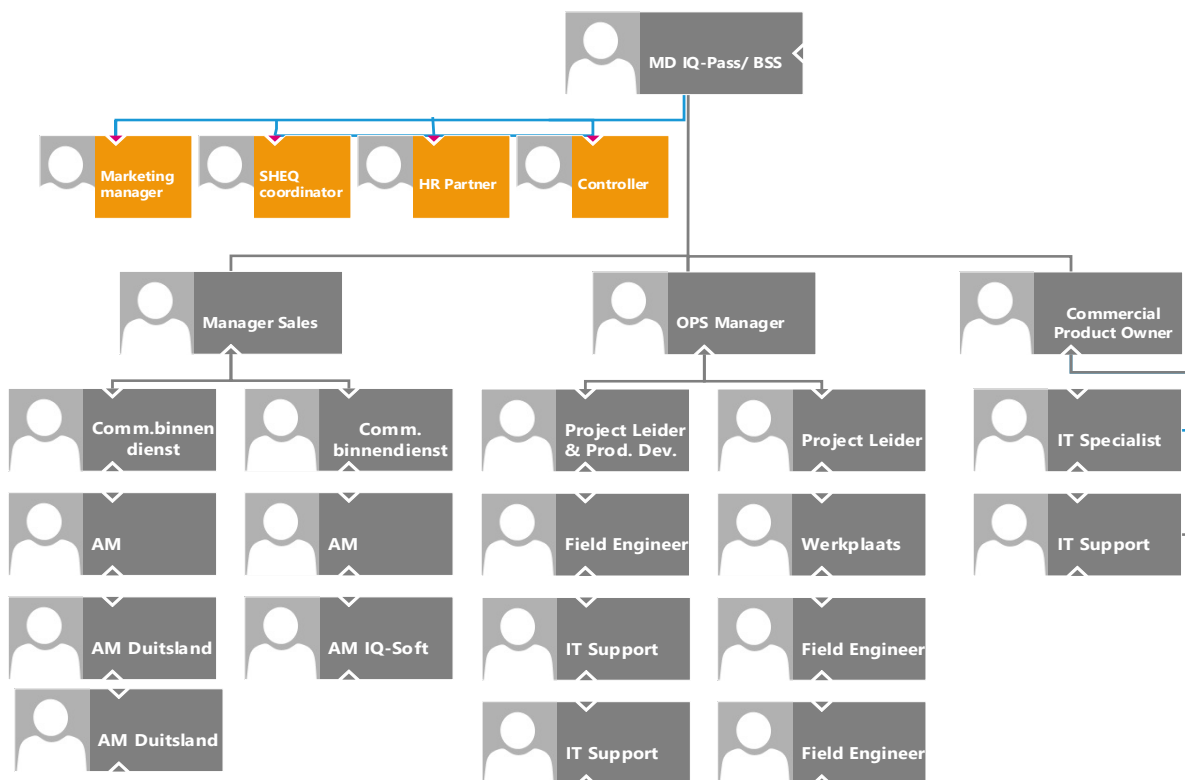 MD IQ-Pass/ BSS
Marketing
manager
SHEQ
coordinator
HR Partner
Controller
Manager Sales
OPS Manager
Commercial
Product Owner
Comm.binnen
dienst
Comm.
binnendienst
Project Leider
& Prod. Dev.
Project Leider
IT Specialist
AM
AM
Field Engineer
Werkplaats
IT Support
AM Duitsland
AM IQ-Soft
IT Support
Field Engineer
AM Duitsland
IT Support
Field Engineer